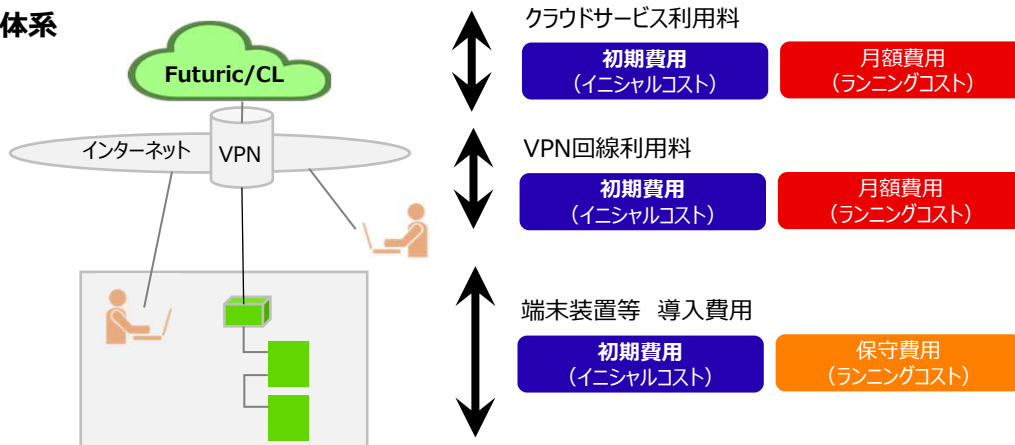 体系
Futuric/CL
インターネット
VPN
クラウドサービス利用料
初期費用
（イニシャルコスト）
月額費用
（ランニングコスト）
VPN回線利用料
初期費用
（イニシャルコスト）
月額費用
（ランニングコスト）
端末装置等　導入費用
初期費用
（イニシャルコスト）
保守費用
（ランニングコスト）